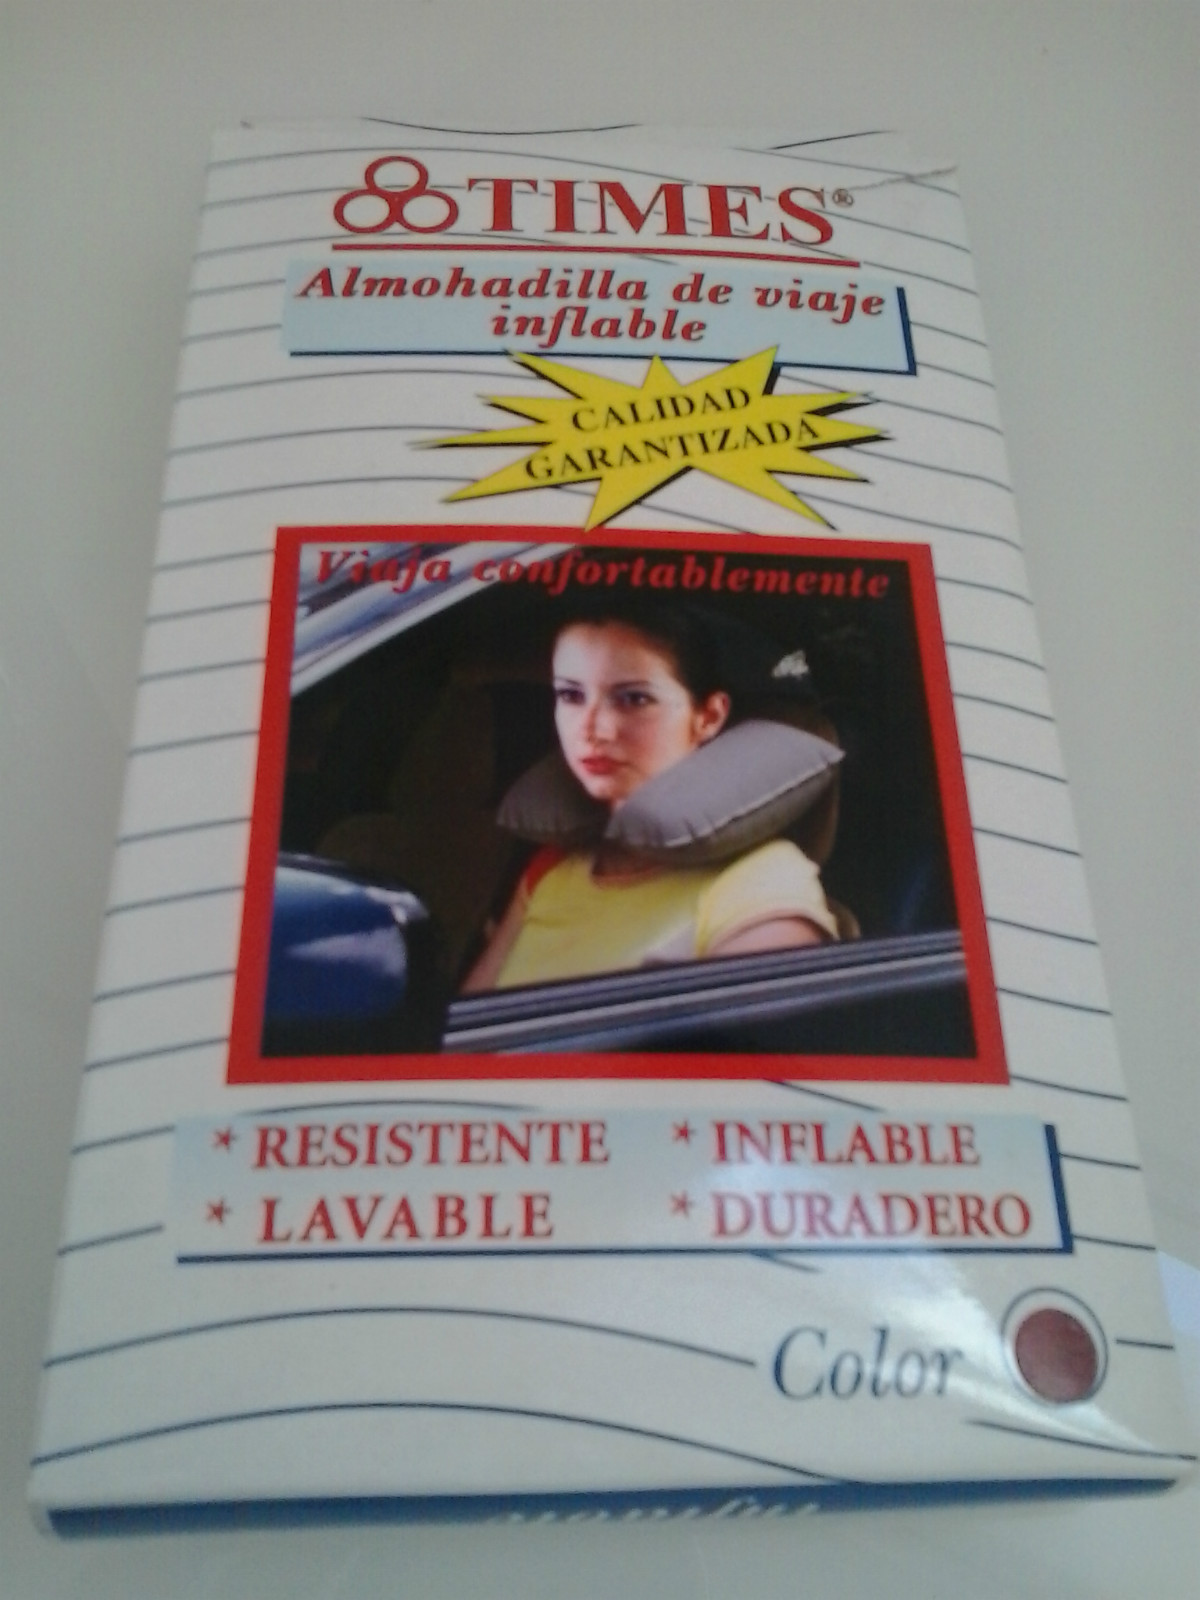 TIMES®
Almohadilla de viaje
inflable
CALIDAD
GARANTIZADA
Viaja confortablemente
* RESISTENTE * INFLABLE
* LAVABLE * DURADERO
Color